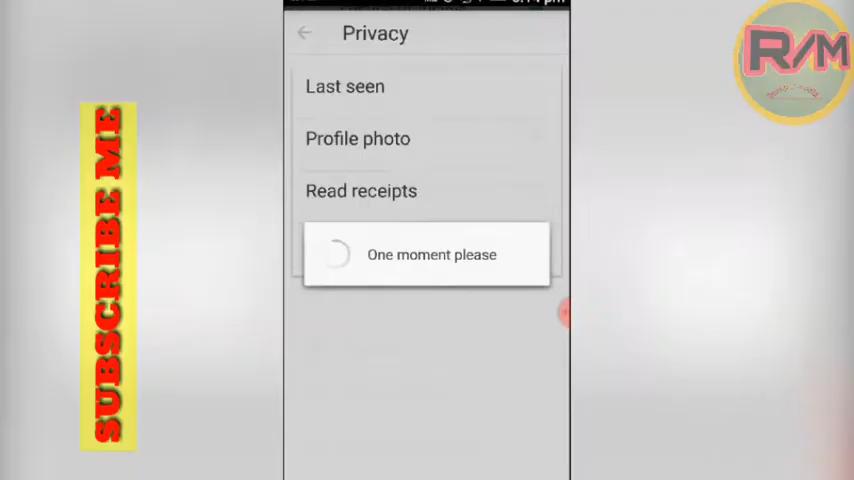 Privacy
Last seen
Profile photo
Read receipts
One moment please
SUBSCRIBE ME
R/M